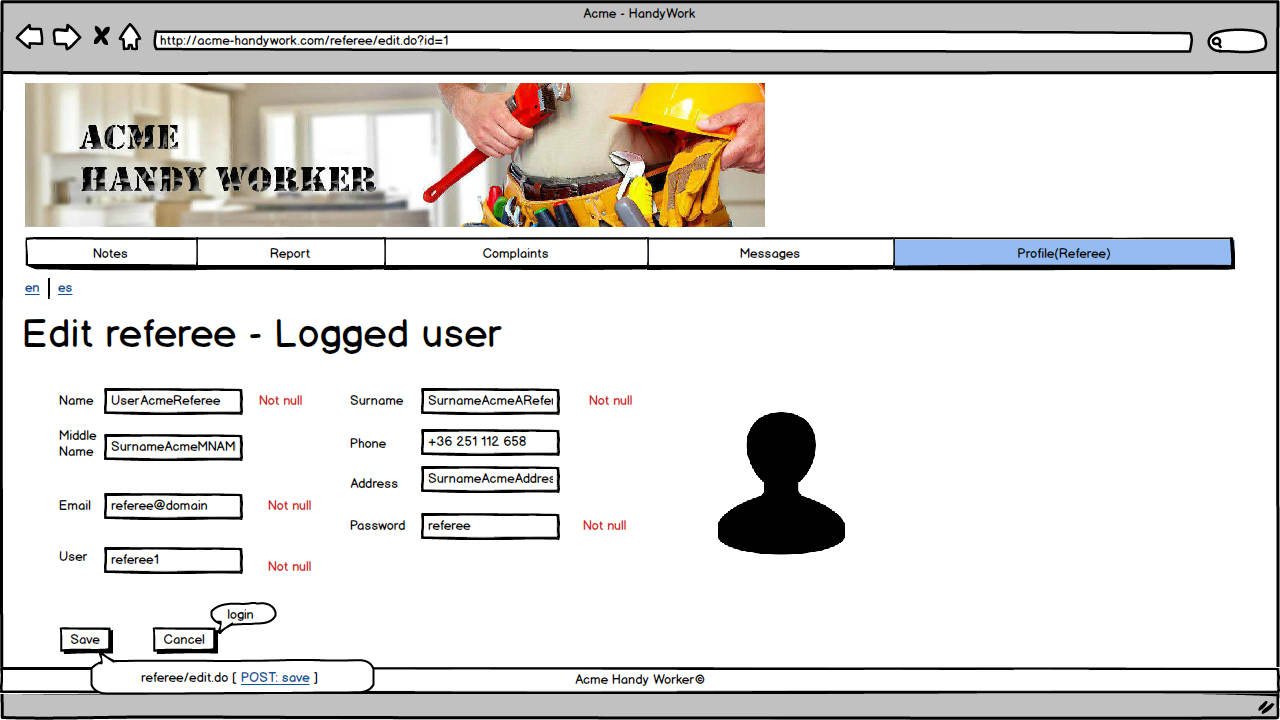 Acme - HandyWork
http://acme-handywork.com/referee/edit.do?id=1
ACME
HANDY WORKER
Notes Report Complaints Messages Profile(Referee)
en es
Edit referee - Logged user
Name UserAcmeReferee Not null Surname SurnameAcmeARefer Not null
Middle
Name SurnameAcmeMNAM Phone +36 251 112 658
Address SurnameAcmeAddres
Email referee@domain Not null Password referee Not null
User referee1 Not null
login
Save Cancel
referee/edit.do [ POST: save ] Acme Handy Worker©